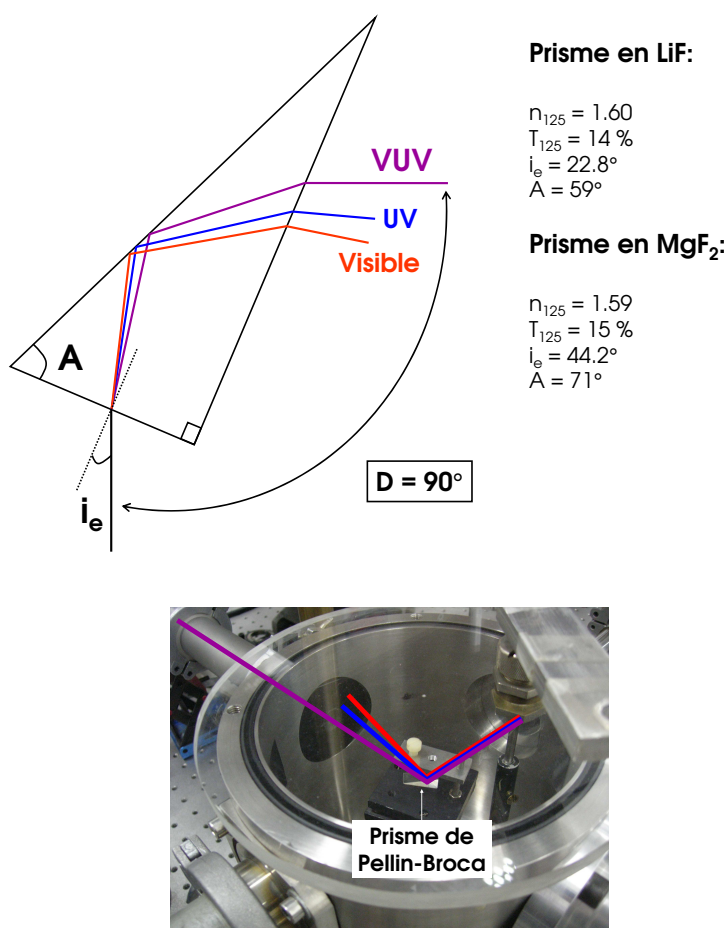 Prisme en LiF:
n₁₂₅ = 1.60
T₁₂₅ = 14 %
iₑ = 22.8°
A = 59°
VUV
UV
Visible
Prisme en MgF₂:
n₁₂₅ = 1.59
T₁₂₅ = 15 %
iₑ = 44.2°
A = 71°
A
D = 90°
iₑ
Prisme de
Pellin-Broca